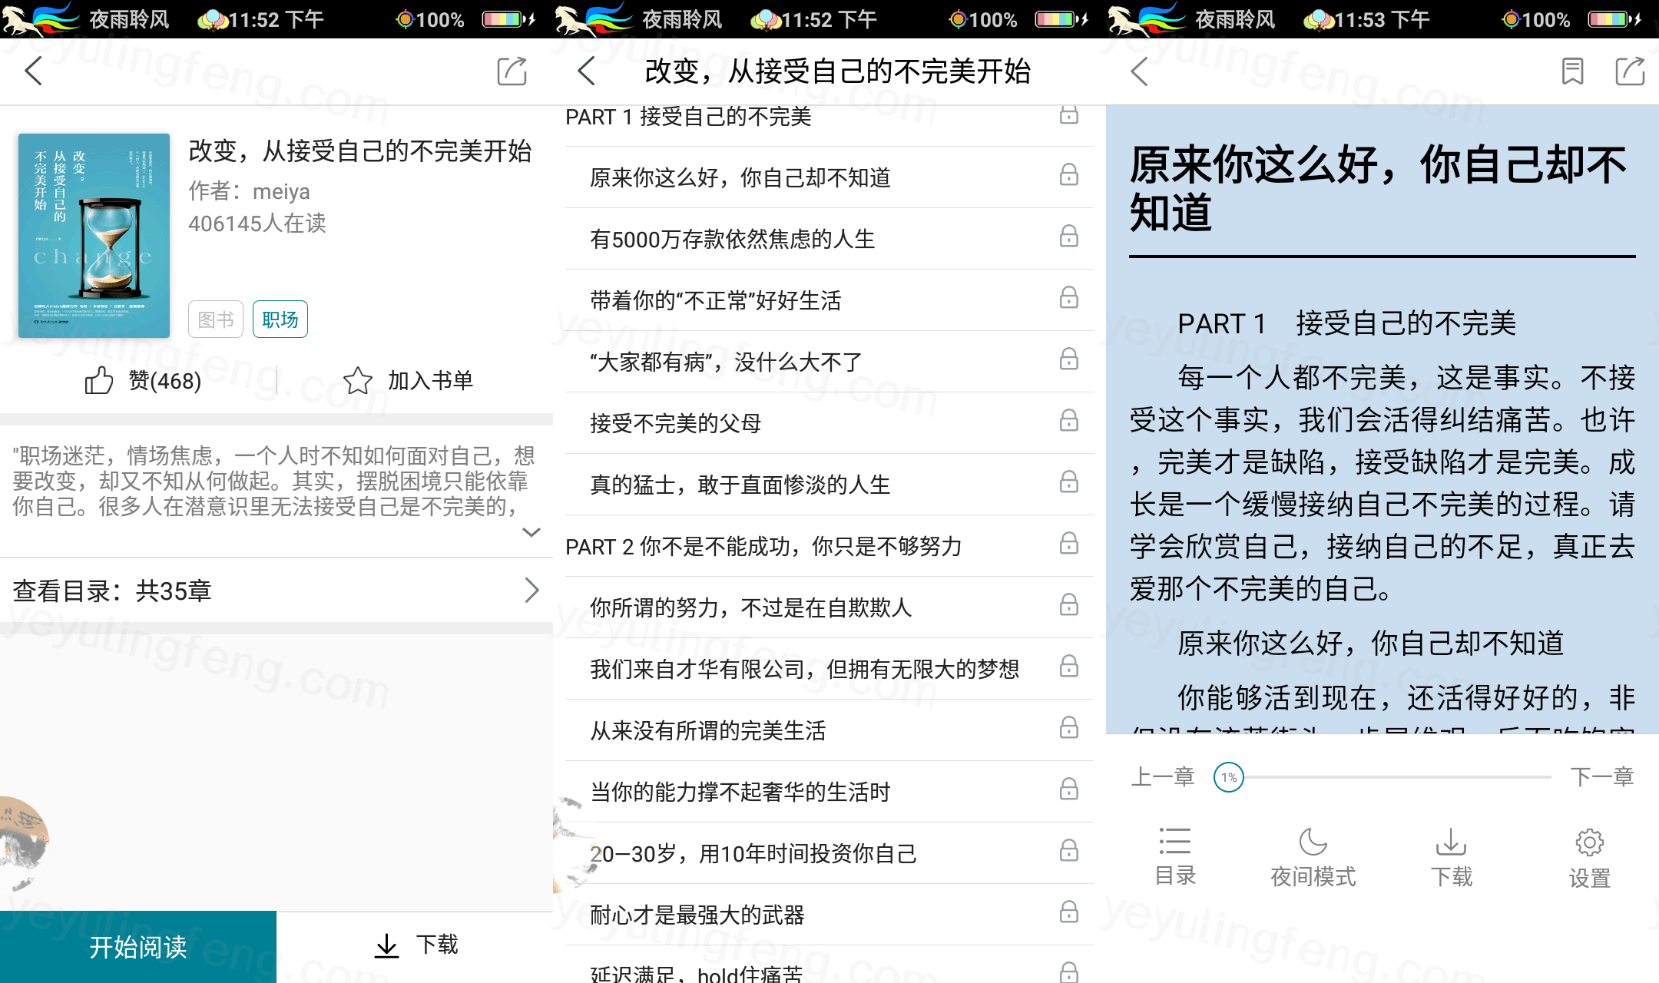 夜雨聆风 11:52 下午 100%
改变，从接受自己的不完美开始
作者：meiya
406145人在读
改变，
从接受自己的
不完美开始
change
图书 职场
赞(468) 加入书单
"职场迷茫，情场焦虑，一个人时不知如何面对自己，想
要改变，却又不知从何做起。其实，摆脱困境只能依靠
你自己。很多人在潜意识里无法接受自己是不完美的，
查看目录：共35章
开始阅读 下载
夜雨聆风 11:52 下午 100%
改变，从接受自己的不完美开始
PART 1 接受自己的不完美
原来你这么好，你自己却不知道
有5000万存款依然焦虑的人生
带着你的“不正常”好好生活
“大家都有病”，没什么大不了
接受不完美的父母
真的猛士，敢于直面惨淡的人生
PART 2 你不是不能成功，你只是不够努力
你所谓的努力，不过是在自欺欺人
我们来自才华有限公司，但拥有无限大的梦想
从来没有所谓的完美生活
当你的能力撑不起奢华的生活时
20—30岁，用10年时间投资你自己
耐心才是最强大的武器
延迟满足，hold住痛苦
夜雨聆风 11:53 下午 100%
原来你这么好，你自己却不
知道
PART 1 接受自己的不完美
每一个人都不完美，这是事实。不接
受这个事实，我们会活得纠结痛苦。也许
，完美才是缺陷，接受缺陷才是完美。成
长是一个缓慢接纳自己不完美的过程。请
学会欣赏自己，接纳自己的不足，真正去
爱那个不完美的自己。
原来你这么好，你自己却不知道
你能够活到现在，还活得好好的，非
上一章 1% 下一章
目录 夜间模式 下载 设置
yeyulingfeng.com